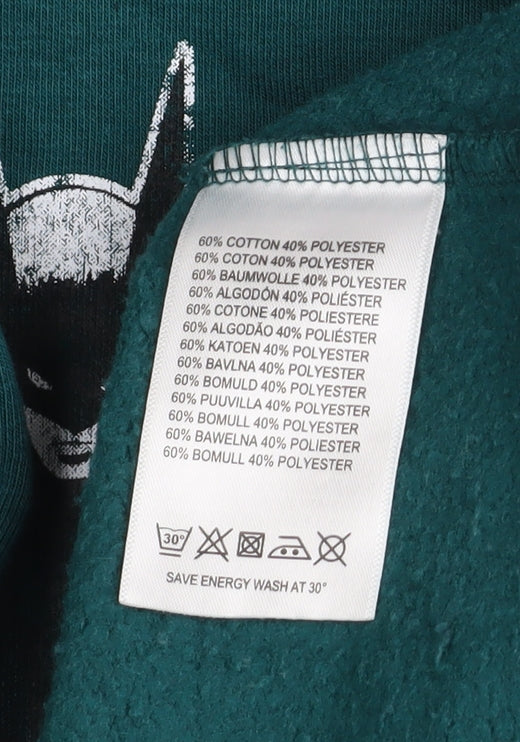 60% COTTON 40% POLYESTER
60% COTON 40% POLYESTER
60% BAUMWOLLE 40% POLYESTER
60% ALGODÓN 40% POLIÉSTER
60% COTONE 40% POLIESTERE
60% ALGODÃO 40% POLIÉSTER
60% KATOEN 40% POLYESTER
60% BAVLNA 40% POLYESTER
60% BOMULD 40% POLYESTER
60% PUUVILLA 40% POLYESTER
60% BOMULL 40% POLYESTER
60% BAWELNA 40% POLIESTER
60% BOMULL 40% POLYESTER
30°
SAVE ENERGY WASH AT 30°